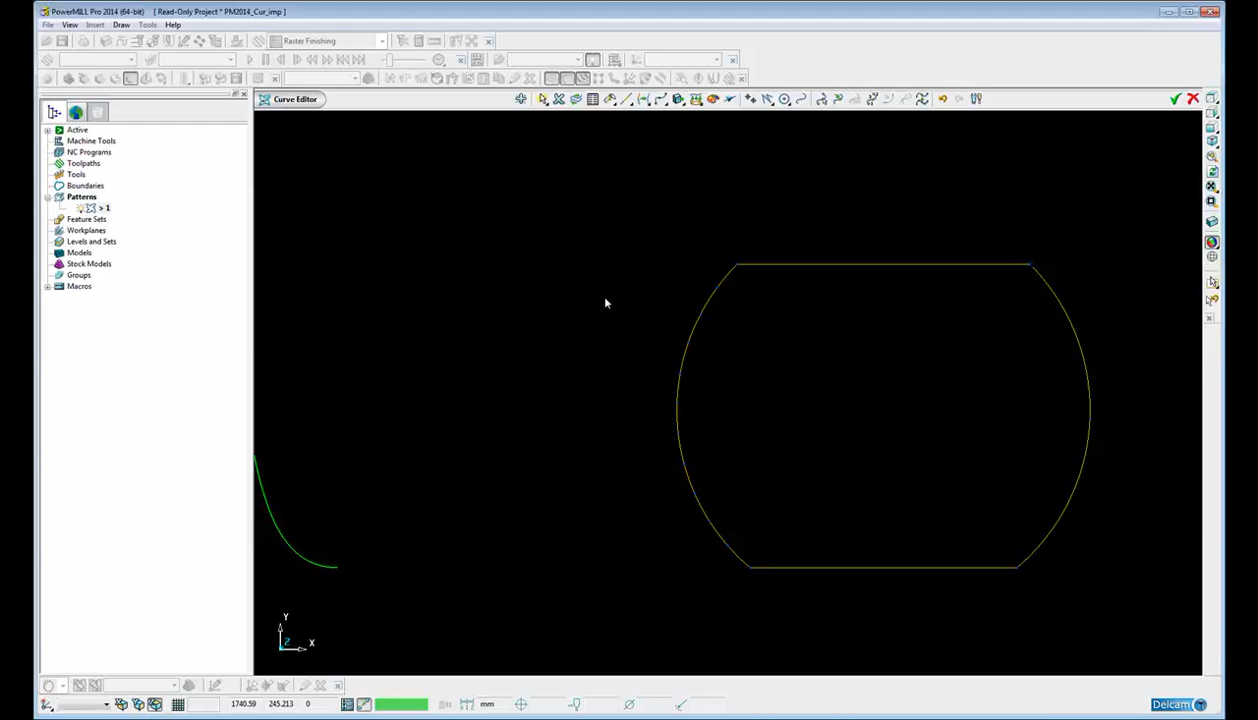 PowerMILL Pro 2014 (64-bit) [ Read-Only Project * PM2014_Cur_imp ]
File View Insert Draw Tools Help
Raster Finishing
Curve Editor
Active
Machine Tools
NC Programs
Toolpaths
Tools
Boundaries
Patterns
> 1
Feature Sets
Workplanes
Levels and Sets
Models
Stock Models
Groups
Macros
Y
Z
X
1740.59 245.213 0
mm
Delcam